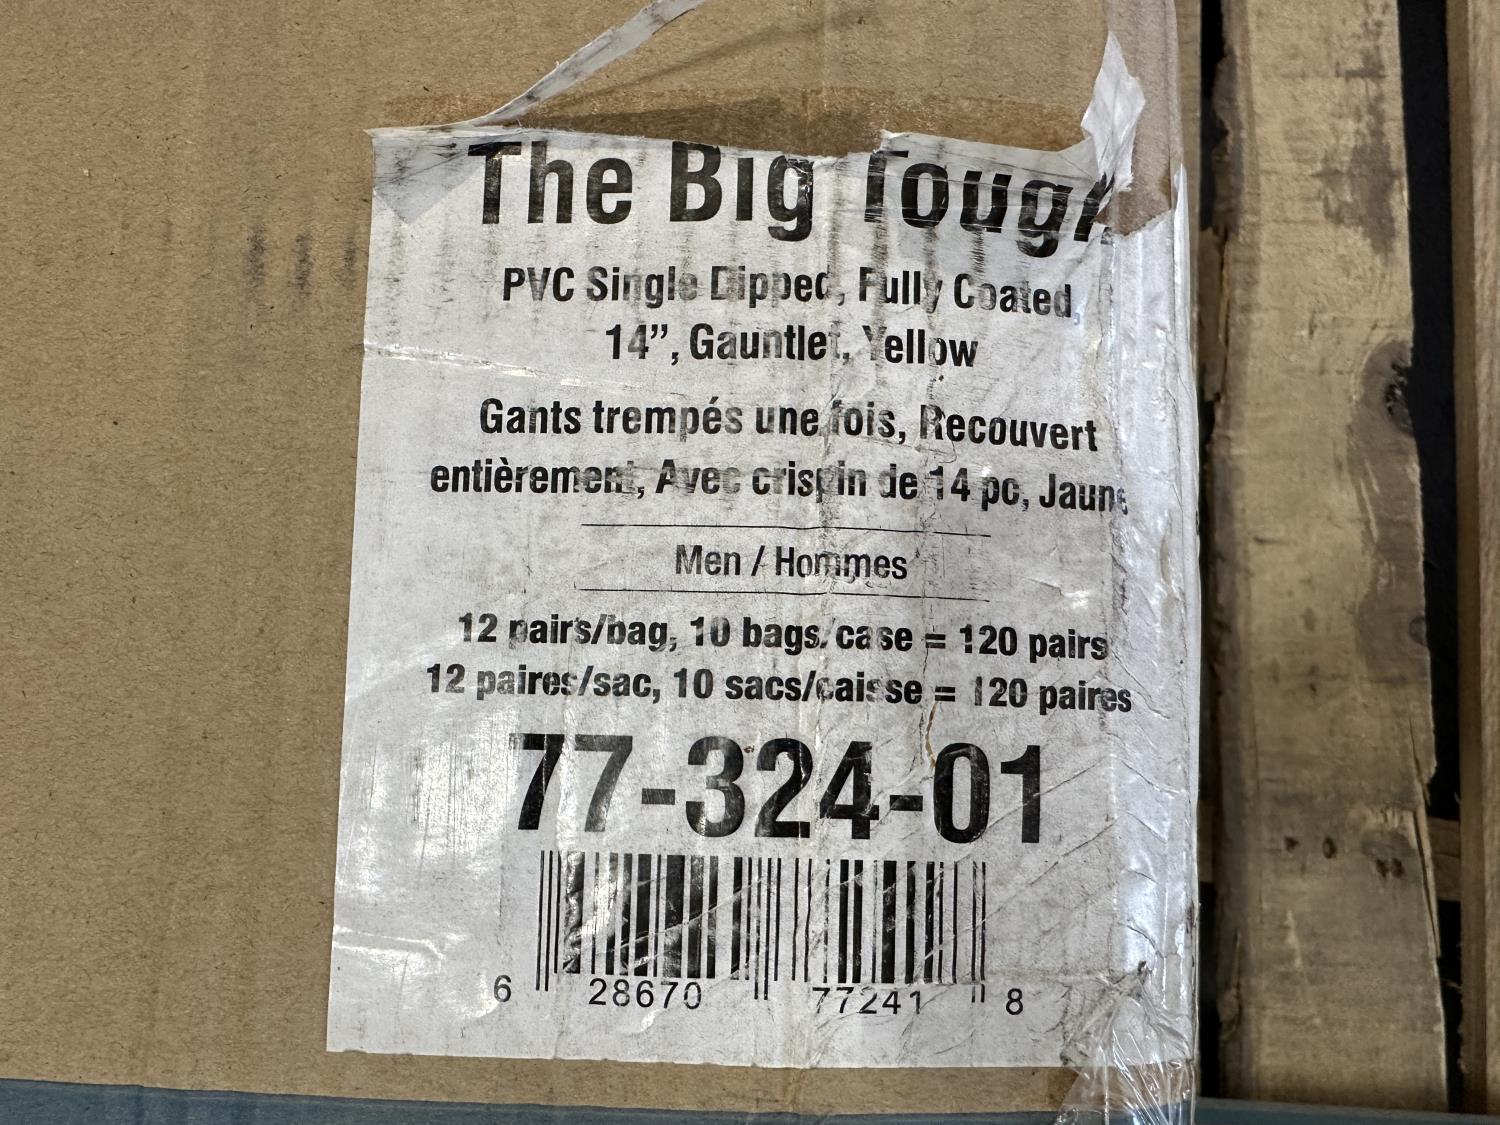 The Big Tough
PVC Single Dipped, Fully Coated,
14”, Gauntlet, Yellow
Gants trempés une fois, Recouvert
entièrement, Avec crispin de 14 po, Jaune
Men / Hommes
12 pairs/bag, 10 bags/case = 120 pairs
12 paires/sac, 10 sacs/caisse = 120 paires
77-324-01
6 28670 77241 8